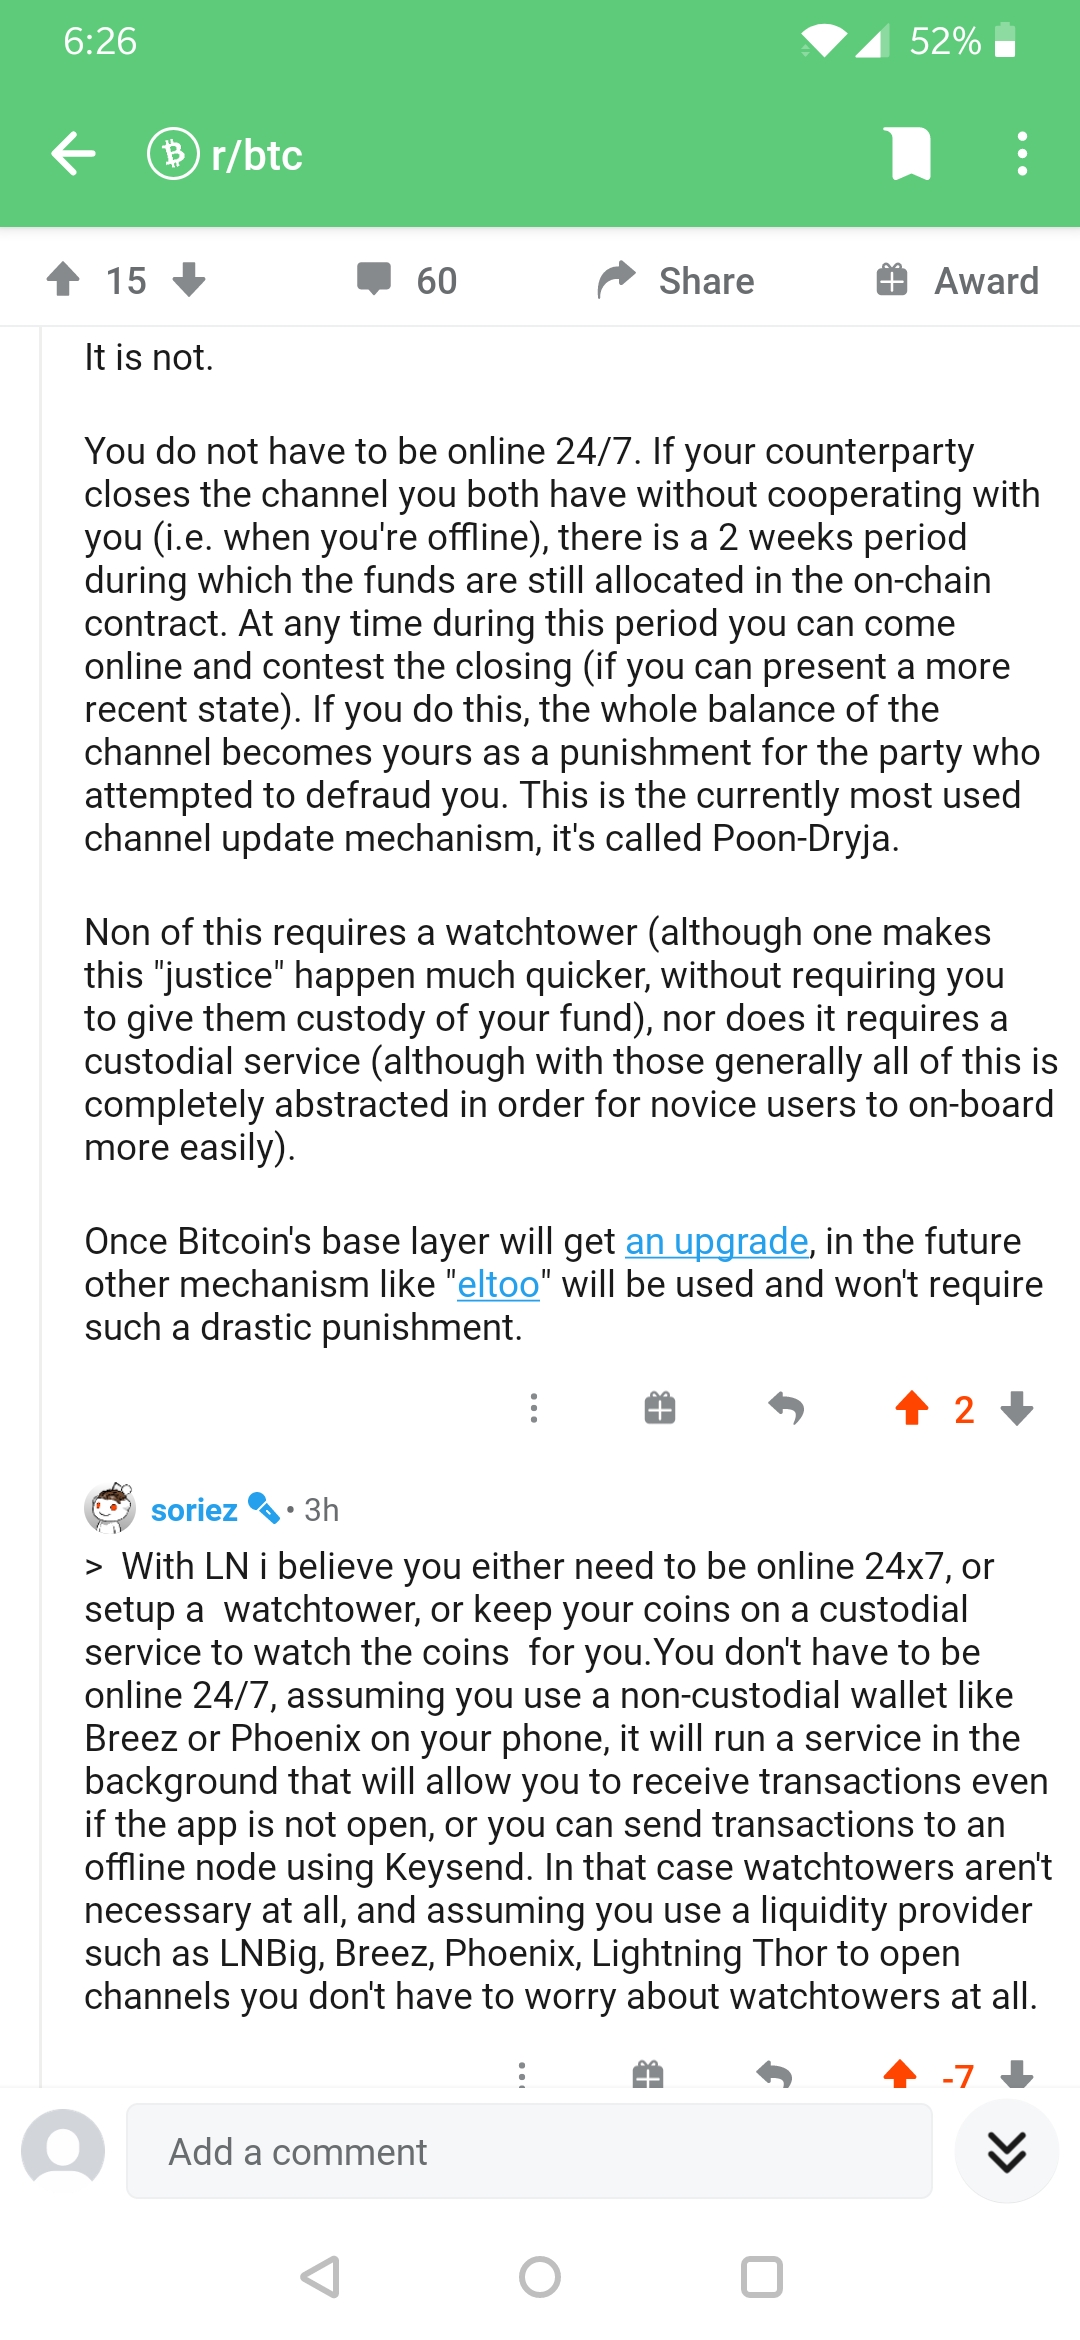 6:26
52%
r/btc
15
60
Share
Award
It is not.
You do not have to be online 24/7. If your counterparty
closes the channel you both have without cooperating with
you (i.e. when you're offline), there is a 2 weeks period
during which the funds are still allocated in the on-chain
contract. At any time during this period you can come
online and contest the closing (if you can present a more
recent state). If you do this, the whole balance of the
channel becomes yours as a punishment for the party who
attempted to defraud you. This is the currently most used
channel update mechanism, it's called Poon-Dryja.
Non of this requires a watchtower (although one makes
this "justice" happen much quicker, without requiring you
to give them custody of your fund), nor does it requires a
custodial service (although with those generally all of this is
completely abstracted in order for novice users to on-board
more easily).
Once Bitcoin's base layer will get an upgrade, in the future
other mechanism like "eltoo" will be used and won't require
such a drastic punishment.
2
soriez • 3h
> With LN i believe you either need to be online 24x7, or
setup a watchtower, or keep your coins on a custodial
service to watch the coins for you.You don't have to be
online 24/7, assuming you use a non-custodial wallet like
Breez or Phoenix on your phone, it will run a service in the
background that will allow you to receive transactions even
if the app is not open, or you can send transactions to an
offline node using Keysend. In that case watchtowers aren't
necessary at all, and assuming you use a liquidity provider
such as LNBig, Breez, Phoenix, Lightning Thor to open
channels you don't have to worry about watchtowers at all.
-7
Add a comment